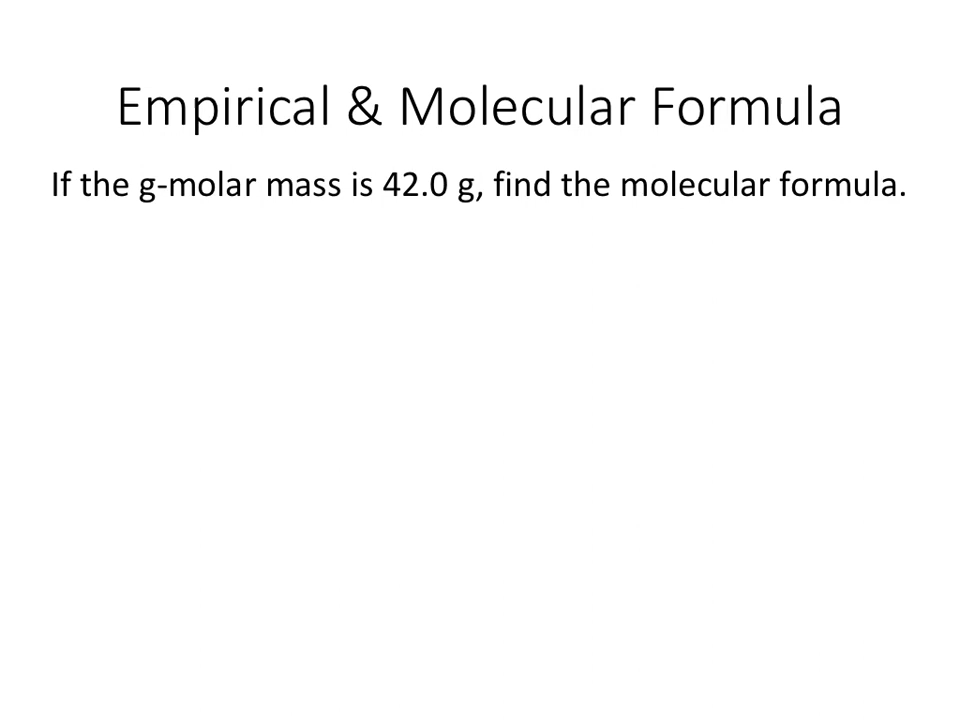 Empirical & Molecular Formula
If the g-molar mass is 42.0 g, find the molecular formula.